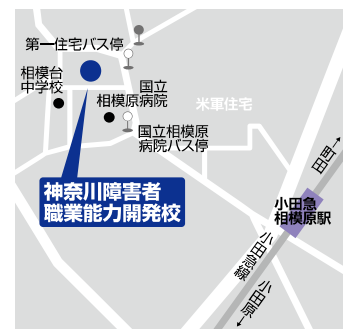 第一住宅バス停
相模台
中学校
国立
相模原
病院
米軍住宅
国立相模原
病院バス停
町田
神奈川障害者
職業能力開発校
小田急
相模原駅
小田急線
小田原